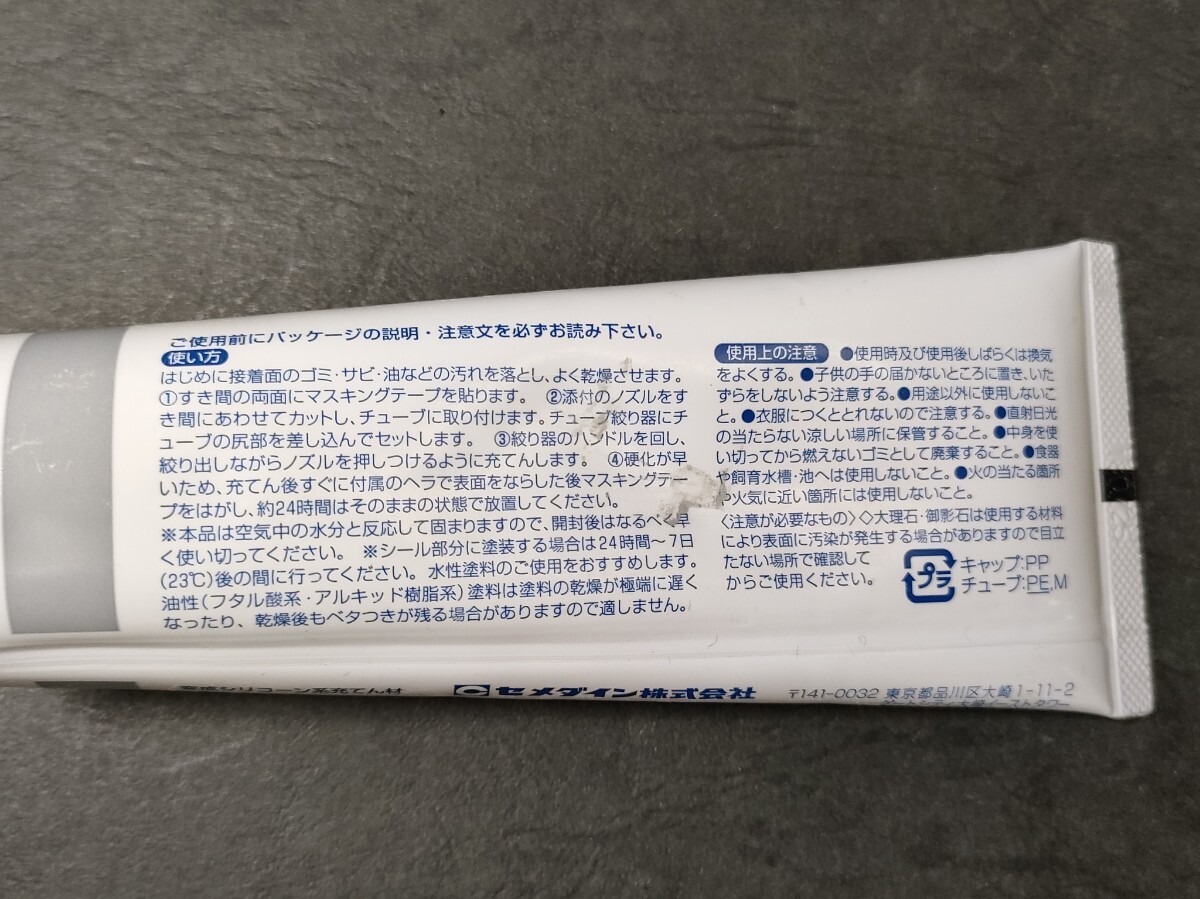 ご使用前にパッケージの説明・注意文を必ずお読み下さい。
使い方
はじめに接着面のゴミ・サビ・油などの汚れを落とし、よく乾燥させます。
①すき間の両面にマスキングテープを貼ります。 ②添付のノズルをす
き間にあわせてカットし、チューブに取り付けます。チューブ絞り器にチ
ューブの尻部を差し込んでセットします。 ③絞り器のハンドルを回し、
絞り出しながらノズルを押しつけるように充てんします。 ④硬化が早
いため、充てん後すぐに付属のヘラで表面をならした後マスキングテー
プをはがし、約24時間はそのままの状態で放置してください。
※本品は空気中の水分と反応して固まりますので、開封後はなるべく早
く使い切ってください。 ※シール部分に塗装する場合は24時間〜7日
(23℃)後の間に行ってください。水性塗料のご使用をおすすめします。
油性(フタル酸系・アルキッド樹脂系)塗料は塗料の乾燥が極端に遅く
なったり、乾燥後もベタつきが残る場合がありますので適しません。
使用上の注意 ●使用時及び使用後しばらくは換気
をよくする。●子供の手の届かないところに置き、いた
ずらをしないよう注意する。●用途以外に使用しないこ
と。●衣服につくととれないので注意する。●直射日光
の当たらない涼しい場所に保管すること。●中身を使
い切ってから燃えないゴミとして廃棄すること。●食器
や飼育水槽・池へは使用しないこと。●火の当たる箇所
や火気に近い箇所には使用しないこと。
〈注意が必要なもの〉◇大理石・御影石は使用する材料
により表面に汚染が発生する場合がありますので目立
たない場所で確認して
からご使用ください。
プラ
キャップ:PP
チューブ:PE,M
変成シリコーン系充てん材
セメダイン株式会社
〒141-0032 東京都品川区大崎1-11-2
大崎イーストタワー